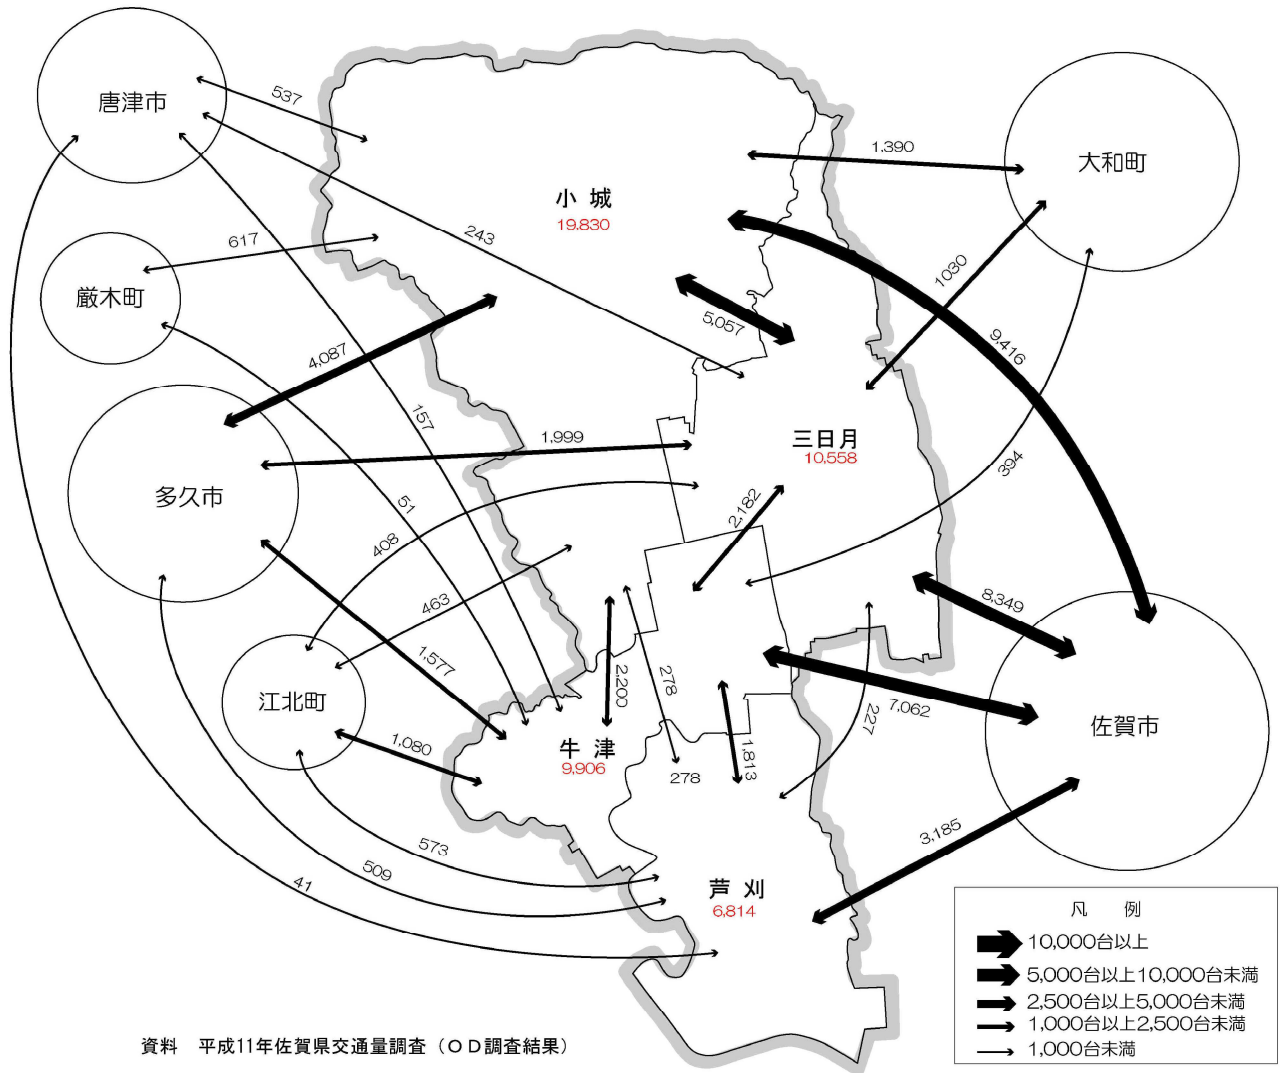 唐津市
537
大和町
1.390
小 城
19.830
243
617
1030
厳木町
5,057
9,416
4,087
157
1,999
三日月
10.558
394
多久市
51
2,182
408
463
8,349
1,577
2,200
278
7,062
227
江北町
佐賀市
1,080
牛 津
9,906
1,813
278
3,185
573
509
41
芦 刈
6,814
凡 例
10,000台以上
5,000台以上10,000台未満
2,500台以上5,000台未満
1,000台以上2,500台未満
1,000台未満
資料 平成11年佐賀県交通量調査（ＯＤ調査結果）